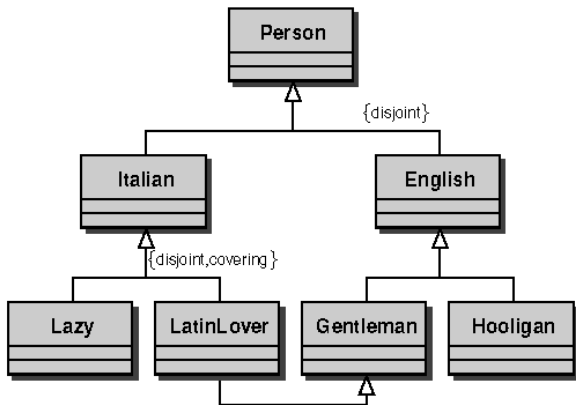 Person
{disjoint}
Italian
English
{disjoint,covering}
Lazy
LatinLover
Gentleman
Hooligan